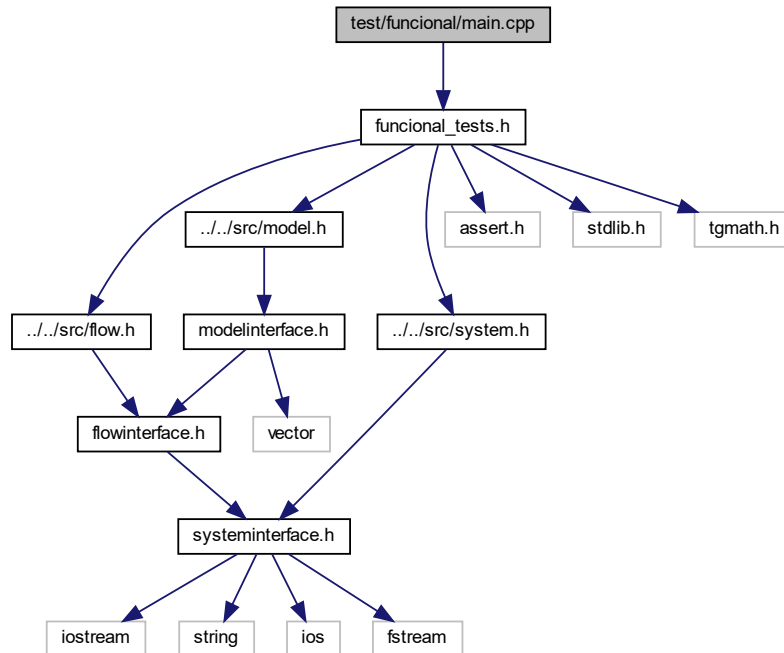 test/funcional/main.cpp
funcional_tests.h
../../src/model.h
assert.h
stdlib.h
tgmath.h
../../src/flow.h
modelinterface.h
../../src/system.h
flowinterface.h
vector
systeminterface.h
iostream
string
ios
fstream